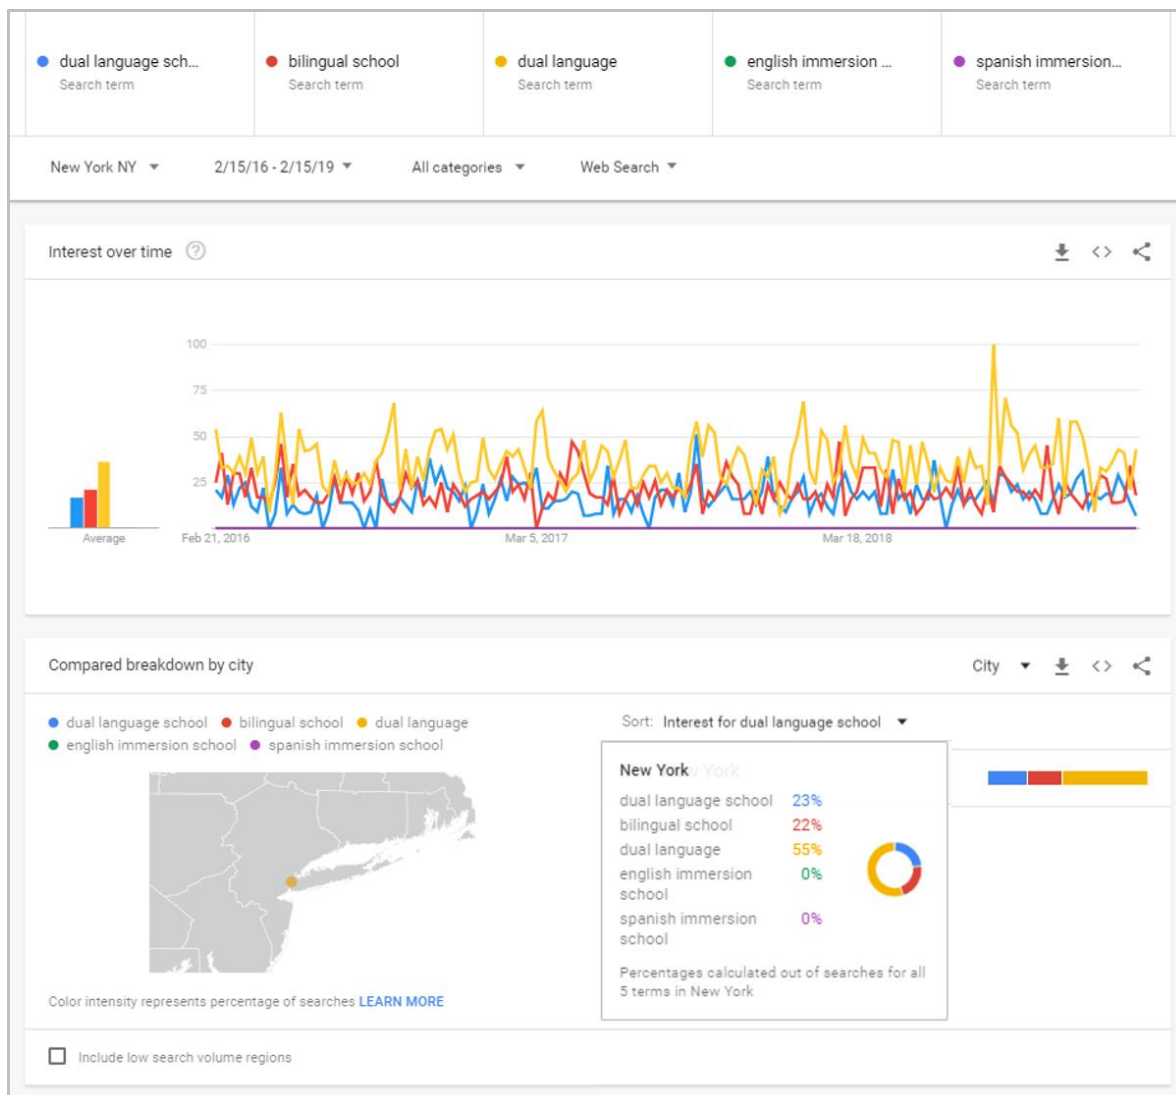 dual language sch...
Search term
bilingual school
Search term
dual language
Search term
english immersion ...
Search term
spanish immersion...
Search term
New York NY
2/15/16 - 2/15/19
All categories
Web Search
Interest over time
?
100
75
50
25
Average
Feb 21, 2016
Mar 5, 2017
Mar 18, 2018
Compared breakdown by city
City
dual language school
bilingual school
dual language
english immersion school
spanish immersion school
Sort: Interest for dual language school
New York
dual language school 23%
bilingual school 22%
dual language 55%
english immersion 0%
school
spanish immersion 0%
school
Percentages calculated out of searches for all
5 terms in New York
Color intensity represents percentage of searches LEARN MORE
Include low search volume regions